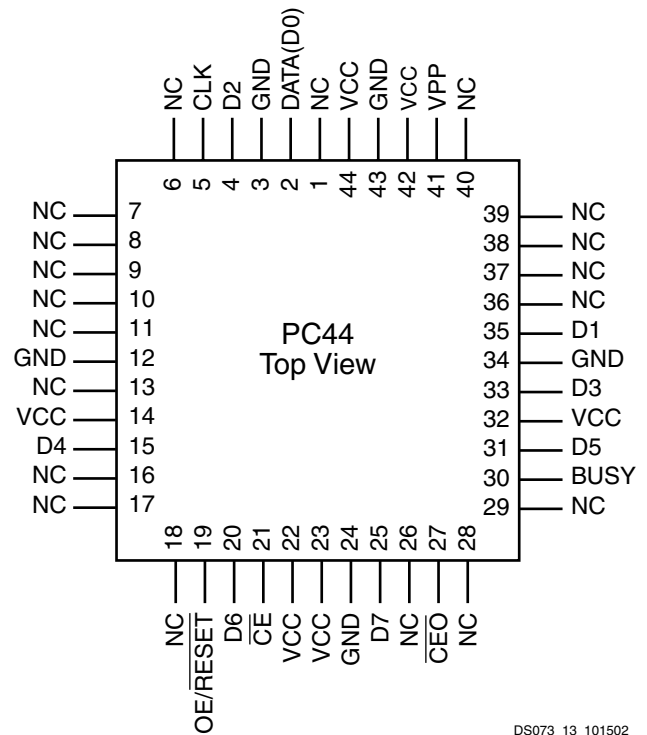 NC CLK D2 GND DATA(D0) NC VCC GND VCC VPP NC
6 5 4 3 2 1 44 43 42 41 40
NC 7 39 NC
NC 8 38 NC
NC 9 37 NC
NC 10 36 NC
NC 11 35 D1
GND 12 34 GND
NC 13 33 D3
VCC 14 32 VCC
D4 15 31 D5
NC 16 30 BUSY
NC 17 29 NC
PC44
Top View
18 19 20 21 22 23 24 25 26 27 28
NC OE/RESET D6 CE VCC VCC GND D7 NC CEO NC
DS073_13_101502